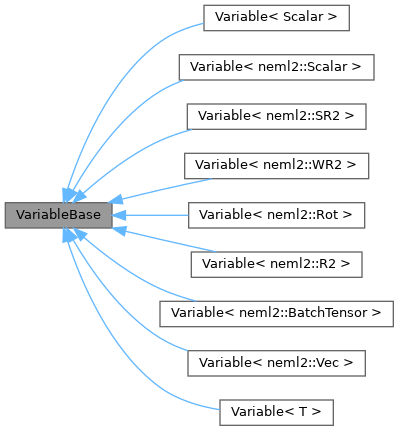 Variable< Scalar >
Variable< neml2::Scalar >
Variable< neml2::SR2 >
Variable< neml2::WR2 >
VariableBase
Variable< neml2::Rot >
Variable< neml2::R2 >
Variable< neml2::BatchTensor >
Variable< neml2::Vec >
Variable< T >